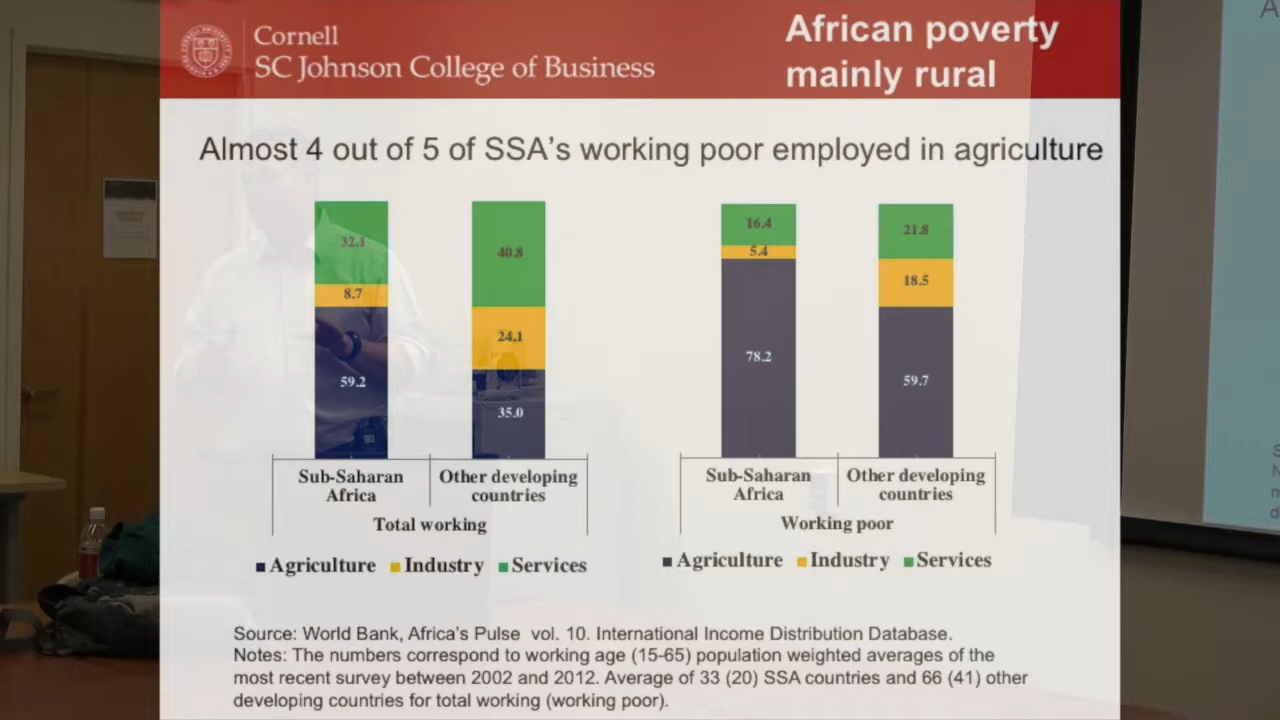 Cornell
SC Johnson College of Business
African poverty
mainly rural
Almost 4 out of 5 of SSA's working poor employed in agriculture
32.1
8.7
59.2
40.8
24.1
35.0
Sub-Saharan
Africa
Other developing
countries
Total working
Agriculture Industry Services
16.4
5.4
78.2
21.8
18.5
59.7
Sub-Saharan
Africa
Other developing
countries
Working poor
Agriculture Industry Services
Source: World Bank, Africa's Pulse vol. 10. International Income Distribution Database.
Notes: The numbers correspond to working age (15-65) population weighted averages of the
most recent survey between 2002 and 2012. Average of 33 (20) SSA countries and 66 (41) other
developing countries for total working (working poor).